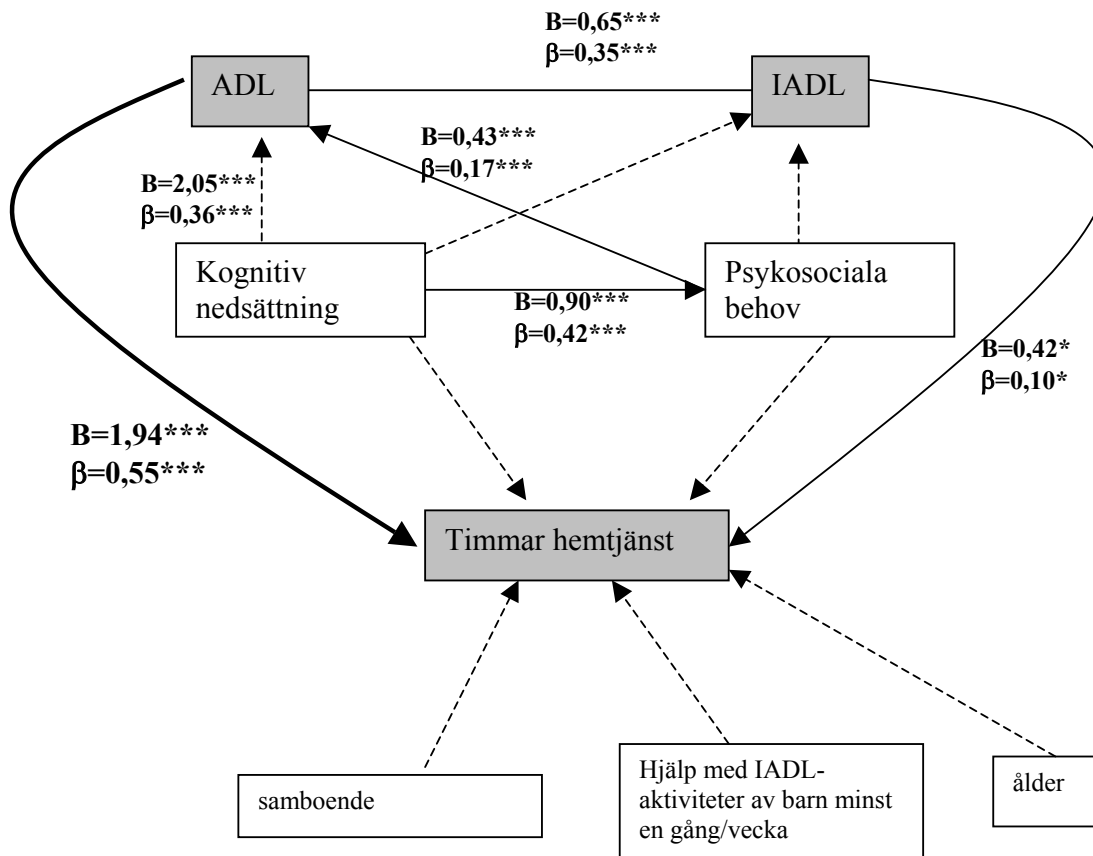 B=0,65***
β=0,35***
ADL
IADL
B=0,43***
β=0,17***
B=2,05***
β=0,36***
Kognitiv
nedsättning
Psykosociala
behov
B=0,90***
β=0,42***
B=0,42*
β=0,10*
B=1,94***
β=0,55***
Timmar hemtjänst
samboende
Hjälp med IADL-
aktiviteter av barn minst
en gång/vecka
ålder